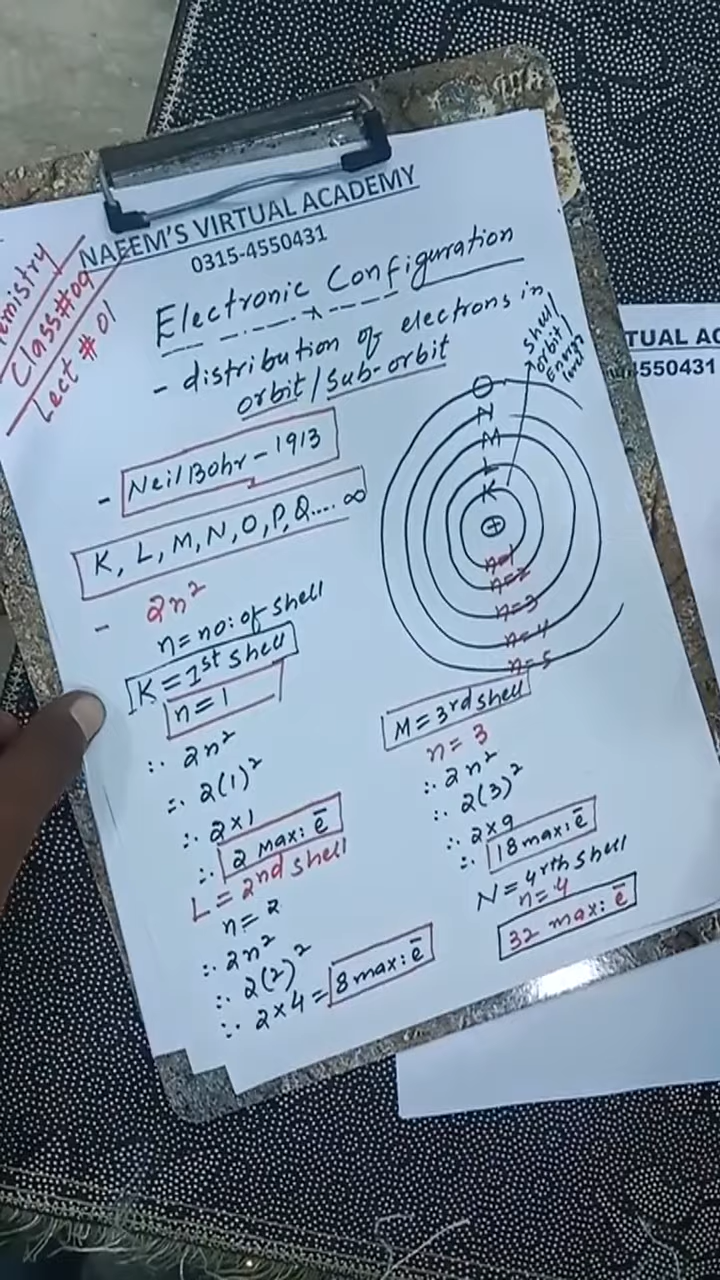 NAEEM'S VIRTUAL ACADEMY
0315-4550431
emistry
Class#09
Lect # 01
Electronic Configuration
- distribution of electrons in
orbit/Sub-orbit
- Neil Bohr - 1913
K, L, M, N, O, P, Q.... ∞
- 2n²
n = no: of shell
K = 1st shell
n = 1
∴ 2n²
∴ 2(1)²
∴ 2×1
∴ 2 max: ē
L = 2nd shell
n = 2
∴ 2n²
∴ 2(2)²
∴ 2×4 = 8 max: ē
shell/
orbit/
Energy
level
O
N
M
L
K
+
n=1
n=2
n=3
n=4
n=5
M = 3rd shell
n = 3
∴ 2n²
∴ 2(3)²
∴ 2×9
∴ 18 max: ē
N = 4rth shell
n = 4
32 max: ē
TUAL AC
4550431